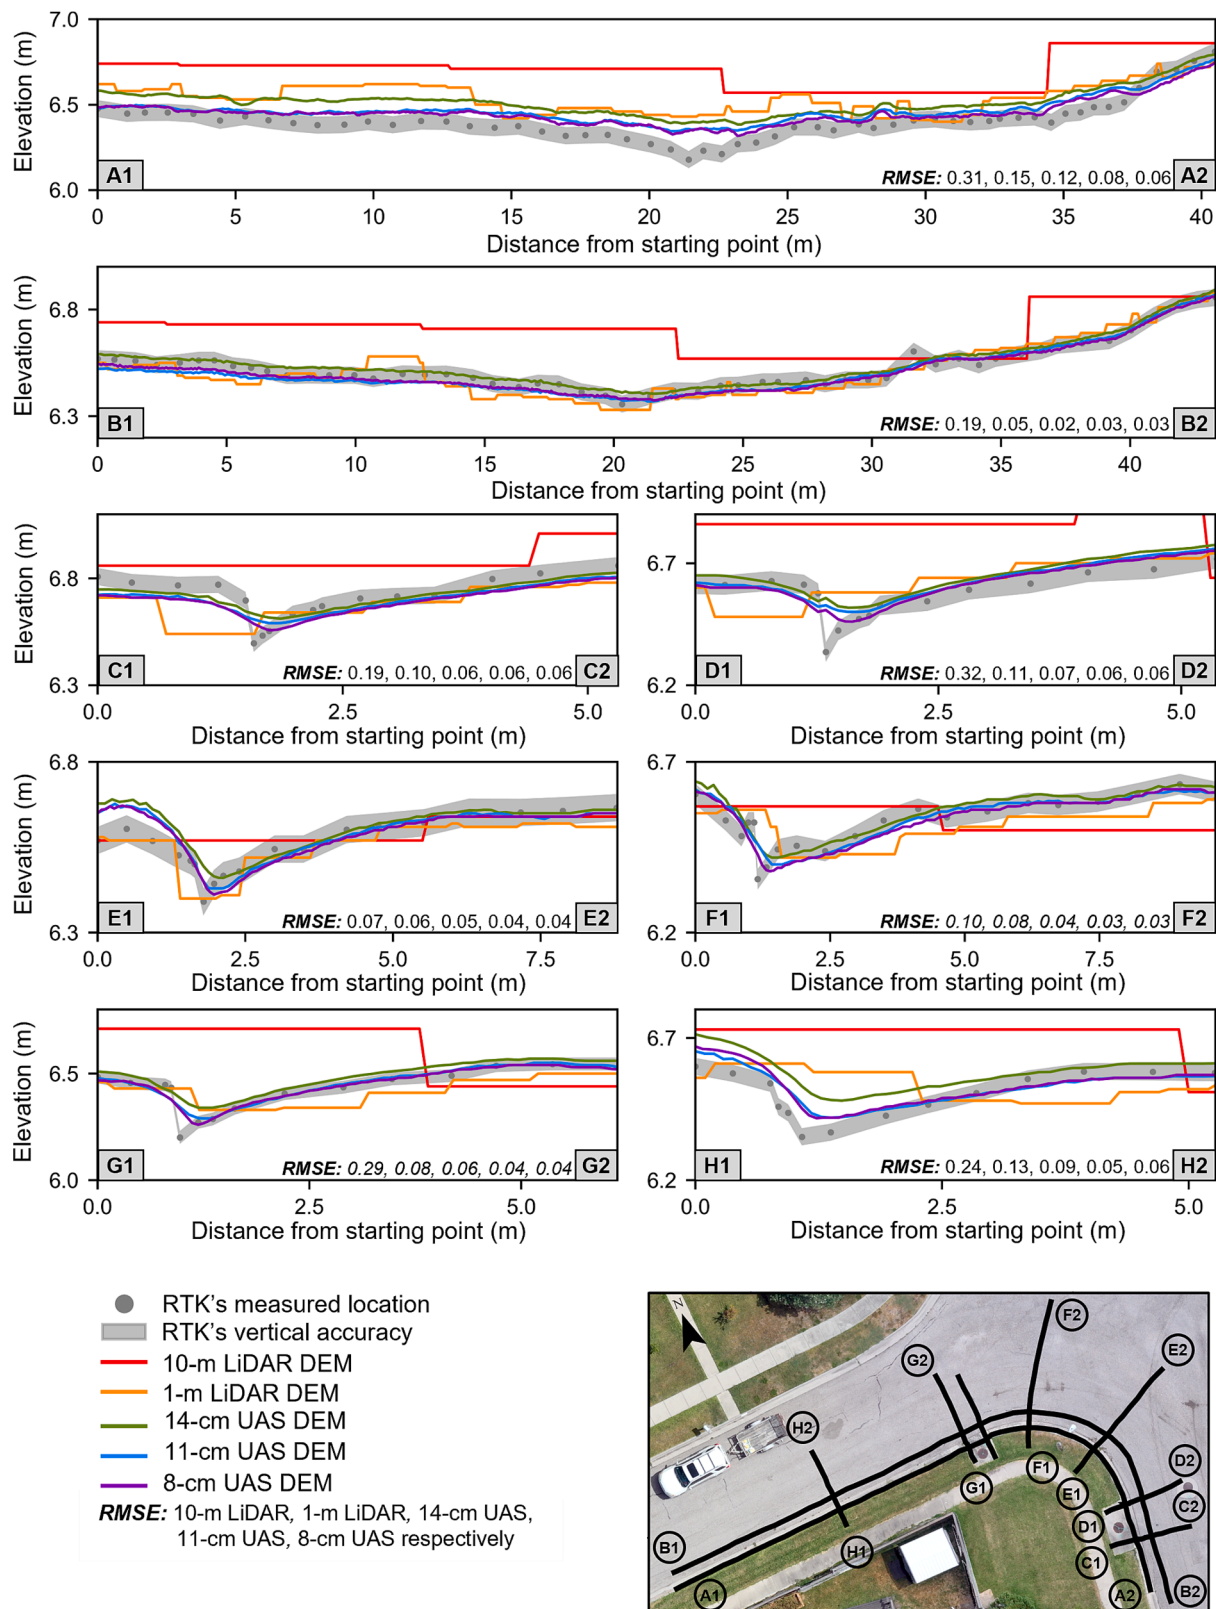 Elevation (m)
7.0
6.5
6.0
A1
RMSE: 0.31, 0.15, 0.12, 0.08, 0.06
A2
0 5 10 15 20 25 30 35 40
Distance from starting point (m)
Elevation (m)
6.8
6.3
B1
RMSE: 0.19, 0.05, 0.02, 0.03, 0.03
B2
0 5 10 15 20 25 30 35 40
Distance from starting point (m)
Elevation (m)
6.8
6.3
C1
RMSE: 0.19, 0.10, 0.06, 0.06, 0.06
C2
0.0 2.5 5.0
Distance from starting point (m)
6.7
6.2
D1
RMSE: 0.32, 0.11, 0.07, 0.06, 0.06
D2
0.0 2.5 5.0
Distance from starting point (m)
Elevation (m)
6.8
6.3
E1
RMSE: 0.07, 0.06, 0.05, 0.04, 0.04
E2
0.0 2.5 5.0 7.5
Distance from starting point (m)
6.7
6.2
F1
RMSE: 0.10, 0.08, 0.04, 0.03, 0.03
F2
0.0 2.5 5.0 7.5
Distance from starting point (m)
Elevation (m)
6.5
6.0
G1
RMSE: 0.29, 0.08, 0.06, 0.04, 0.04
G2
0.0 2.5 5.0
Distance from starting point (m)
6.7
6.2
H1
RMSE: 0.24, 0.13, 0.09, 0.05, 0.06
H2
0.0 2.5 5.0
Distance from starting point (m)
RTK's measured location
RTK's vertical accuracy
10-m LiDAR DEM
1-m LiDAR DEM
14-cm UAS DEM
11-cm UAS DEM
8-cm UAS DEM
RMSE: 10-m LiDAR, 1-m LiDAR, 14-cm UAS,
11-cm UAS, 8-cm UAS respectively
N
F2
G2
E2
H2
D2
F1
G1
E1
C2
D1
B1
H1
C1
A1
A2
B2